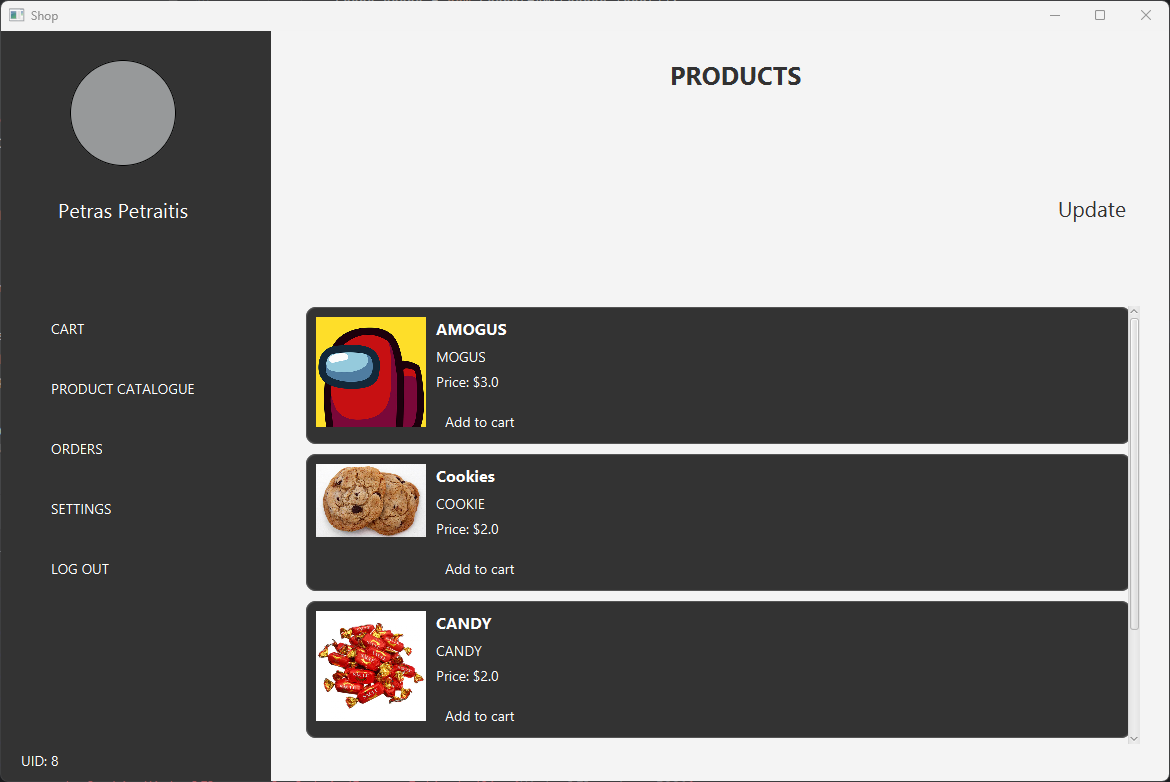 Shop
Petras Petraitis
CART
PRODUCT CATALOGUE
ORDERS
SETTINGS
LOG OUT
UID: 8
PRODUCTS
Update
AMOGUS
MOGUS
Price: $3.0
Add to cart
Cookies
COOKIE
Price: $2.0
Add to cart
CANDY
CANDY
Price: $2.0
Add to cart